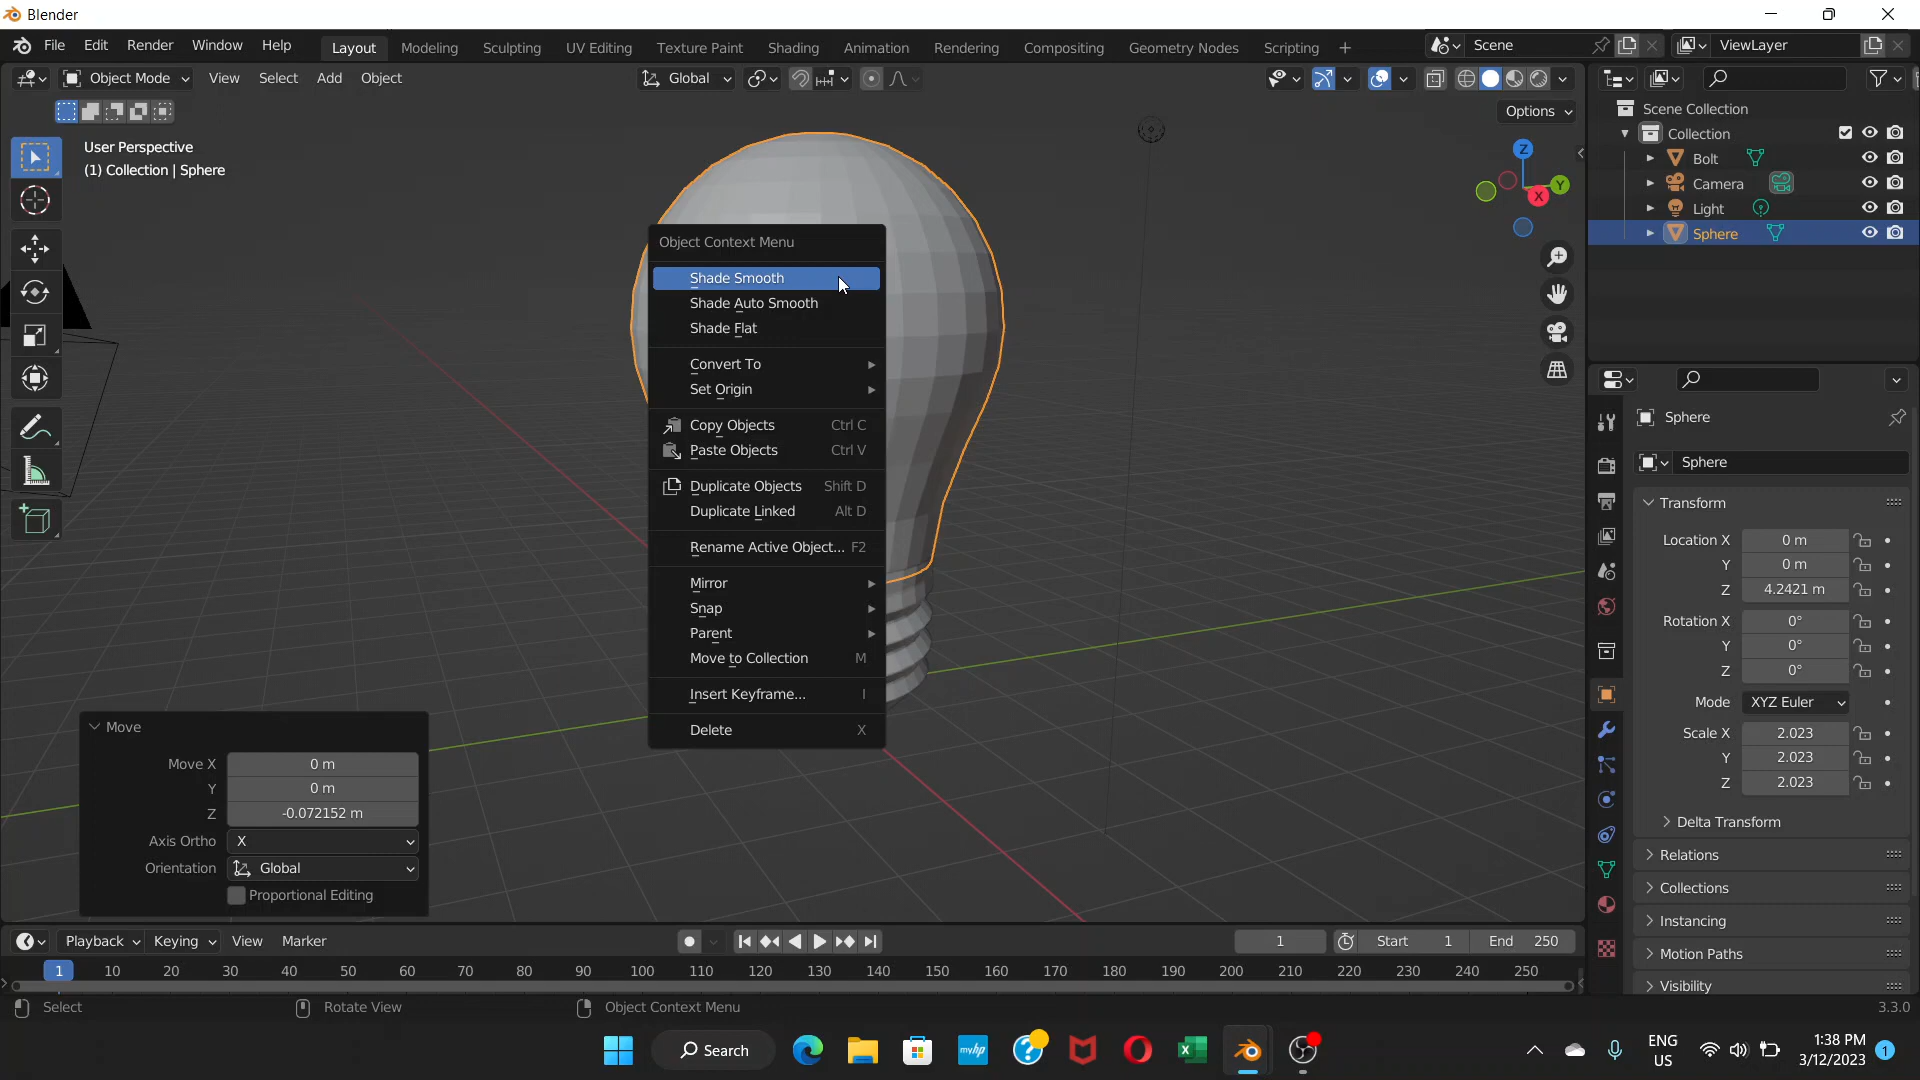 Blender
File Edit Render Window Help Layout Modeling Sculpting UV Editing Texture Paint Shading Animation Rendering Compositing Geometry Nodes Scripting + Scene ViewLayer
Object Mode View Select Add Object Global
Options
User Perspective
(1) Collection | Sphere
Z
Y
X
Scene Collection
Collection
Bolt
Camera
Light
Sphere
Object Context Menu
Shade Smooth
Shade Auto Smooth
Shade Flat
Convert To
Set Origin
Copy Objects Ctrl C
Paste Objects Ctrl V
Duplicate Objects Shift D
Duplicate Linked Alt D
Rename Active Object... F2
Mirror
Snap
Parent
Move to Collection M
Insert Keyframe... I
Delete X
Move
Move X 0 m
Y 0 m
Z -0.072152 m
Axis Ortho X
Orientation Global
Proportional Editing
Sphere
Sphere
Transform
Location X 0 m
Y 0 m
Z 4.2421 m
Rotation X 0°
Y 0°
Z 0°
Mode XYZ Euler
Scale X 2.023
Y 2.023
Z 2.023
Delta Transform
Relations
Collections
Instancing
Motion Paths
Visibility
Playback Keying View Marker 1 Start 1 End 250
1 10 20 30 40 50 60 70 80 90 100 110 120 130 140 150 160 170 180 190 200 210 220 230 240 250
Select Rotate View Object Context Menu 3.3.0
Search myhp ? ENG
US
1:38 PM
3/12/2023 1